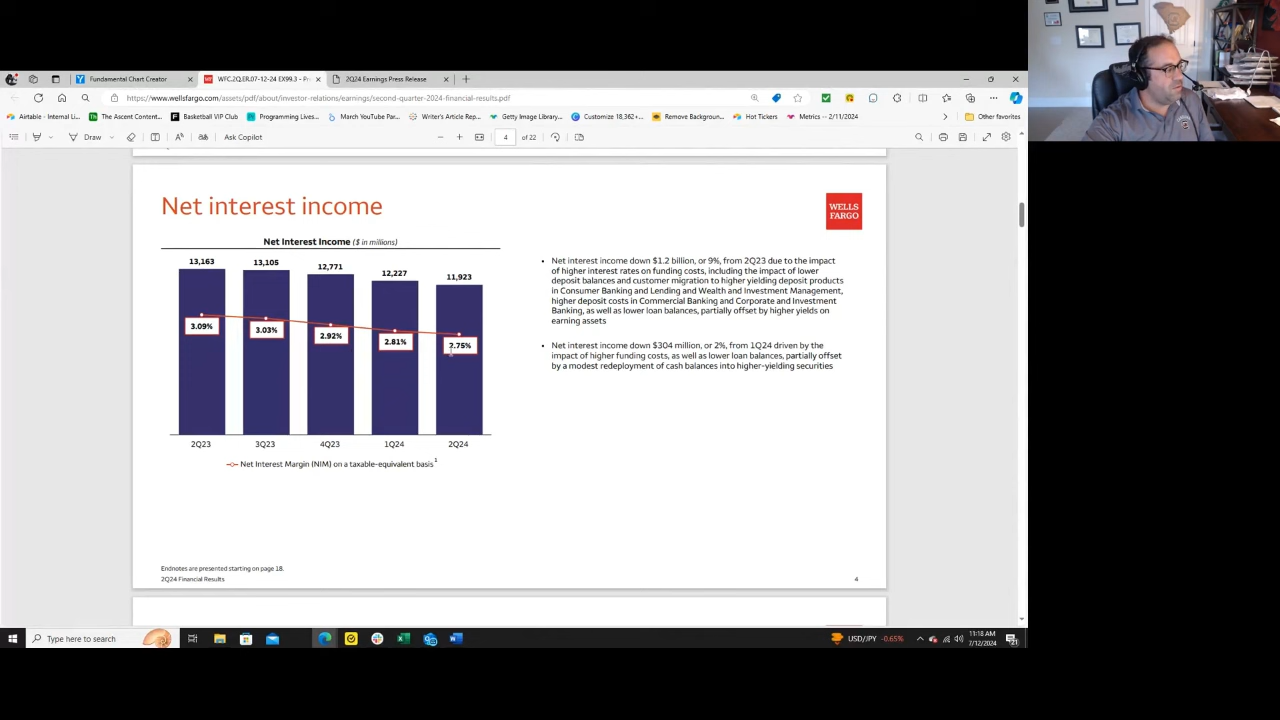 Fundamental Chart Creator
WFC.2Q.ER.07-12-24 EX99.3 - Pr
2Q24 Earnings Press Release
https://www.wellsfargo.com/assets/pdf/about/investor-relations/earnings/second-quarter-2024-financial-results.pdf
Airtable - Internal Li...
The Ascent Content...
Basketball VIP Club
Programming Lives...
March YouTube Par...
Writer's Article Rep...
Getty Image Library...
Customize 18,362+...
Remove Backgroun...
Hot Tickers
Metrics -- 2/11/2024
Other favorites
Draw
Ask Copilot
4 of 22
Net interest income
WELLS
FARGO
Net Interest Income ($ in millions)
13,163
13,105
12,771
12,227
11,923
3.09%
3.03%
2.92%
2.81%
2.75%
2Q23
3Q23
4Q23
1Q24
2Q24
Net Interest Margin (NIM) on a taxable-equivalent basis1
• Net interest income down $1.2 billion, or 9%, from 2Q23 due to the impact
of higher interest rates on funding costs, including the impact of lower
deposit balances and customer migration to higher yielding deposit products
in Consumer Banking and Lending and Wealth and Investment Management,
higher deposit costs in Commercial Banking and Corporate and Investment
Banking, as well as lower loan balances, partially offset by higher yields on
earning assets
• Net interest income down $304 million, or 2%, from 1Q24 driven by the
impact of higher funding costs, as well as lower loan balances, partially offset
by a modest redeployment of cash balances into higher-yielding securities
Endnotes are presented starting on page 18.
2Q24 Financial Results
4
Type here to search
USD/JPY -0.65%
11:18 AM
7/12/2024
21